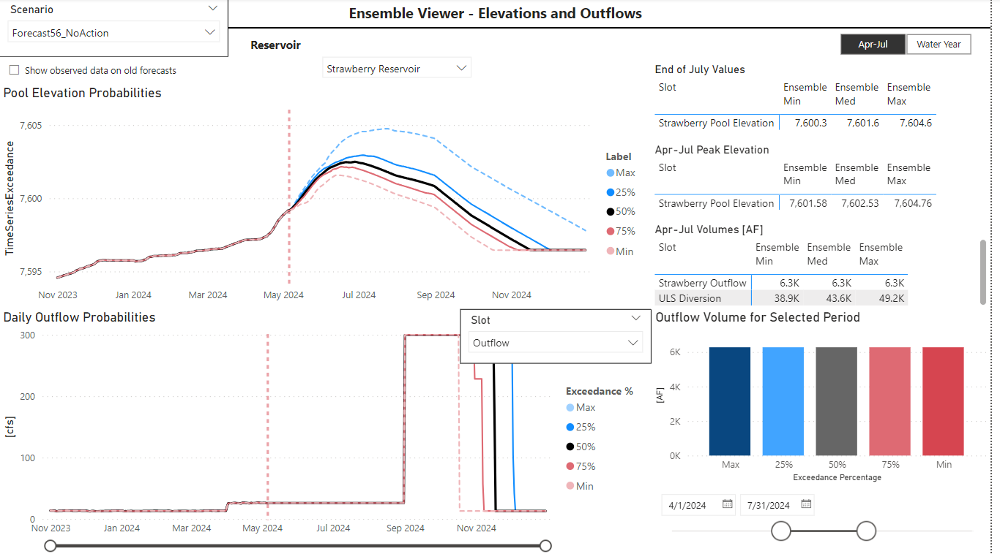 Scenario
Forecast56_NoAction
Ensemble Viewer - Elevations and Outflows
Reservoir
Strawberry Reservoir
Apr-Jul
Water Year
Show observed data on old forecasts
Pool Elevation Probabilities
TimeSeriesExceedance
7,605
7,600
7,595
Nov 2023
Jan 2024
Mar 2024
May 2024
Jul 2024
Sep 2024
Nov 2024
Label
Max
25%
50%
75%
Min
End of July Values
Slot
Ensemble Min
Ensemble Med
Ensemble Max
Strawberry Pool Elevation 7,600.3 7,601.6 7,604.6
Apr-Jul Peak Elevation
Slot
Ensemble Min
Ensemble Med
Ensemble Max
Strawberry Pool Elevation 7,601.58 7,602.53 7,604.76
Apr-Jul Volumes [AF]
Slot
Ensemble Min
Ensemble Med
Ensemble Max
Strawberry Outflow 6.3K 6.3K 6.3K
ULS Diversion 38.9K 43.6K 49.2K
Daily Outflow Probabilities
[cfs]
300
200
100
0
Nov 2023
Jan 2024
Mar 2024
May 2024
Jul 2024
Sep 2024
Nov 2024
Slot
Outflow
Exceedance %
Max
25%
50%
75%
Min
Outflow Volume for Selected Period
[AF]
6K
4K
2K
0K
Max
25%
50%
75%
Min
Exceedance Percentage
4/1/2024
7/31/2024